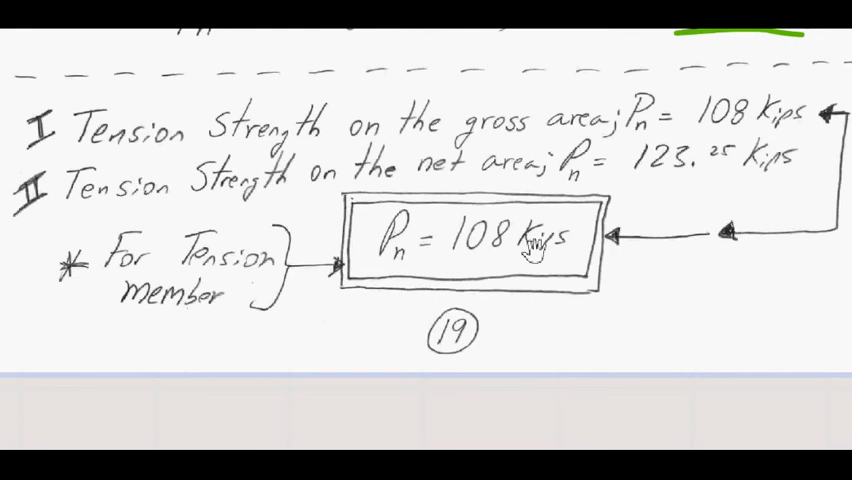 I Tension Strength on the gross area; Pn = 108 Kips
II Tension Strength on the net area; Pn = 123.25 Kips
* For Tension member
Pn = 108 Kips
19